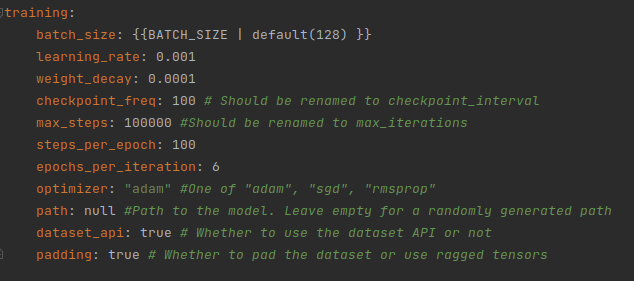 training:
    batch_size: {{BATCH_SIZE | default(128) }}
    learning_rate: 0.001
    weight_decay: 0.0001
    checkpoint_freq: 100 # Should be renamed to checkpoint_interval
    max_steps: 100000 #Should be renamed to max_iterations
    steps_per_epoch: 100
    epochs_per_iteration: 6
    optimizer: "adam" #One of "adam", "sgd", "rmsprop"
    path: null #Path to the model. Leave empty for a randomly generated path
    dataset_api: true # Whether to use the dataset API or not
    padding: true # Whether to pad the dataset or use ragged tensors